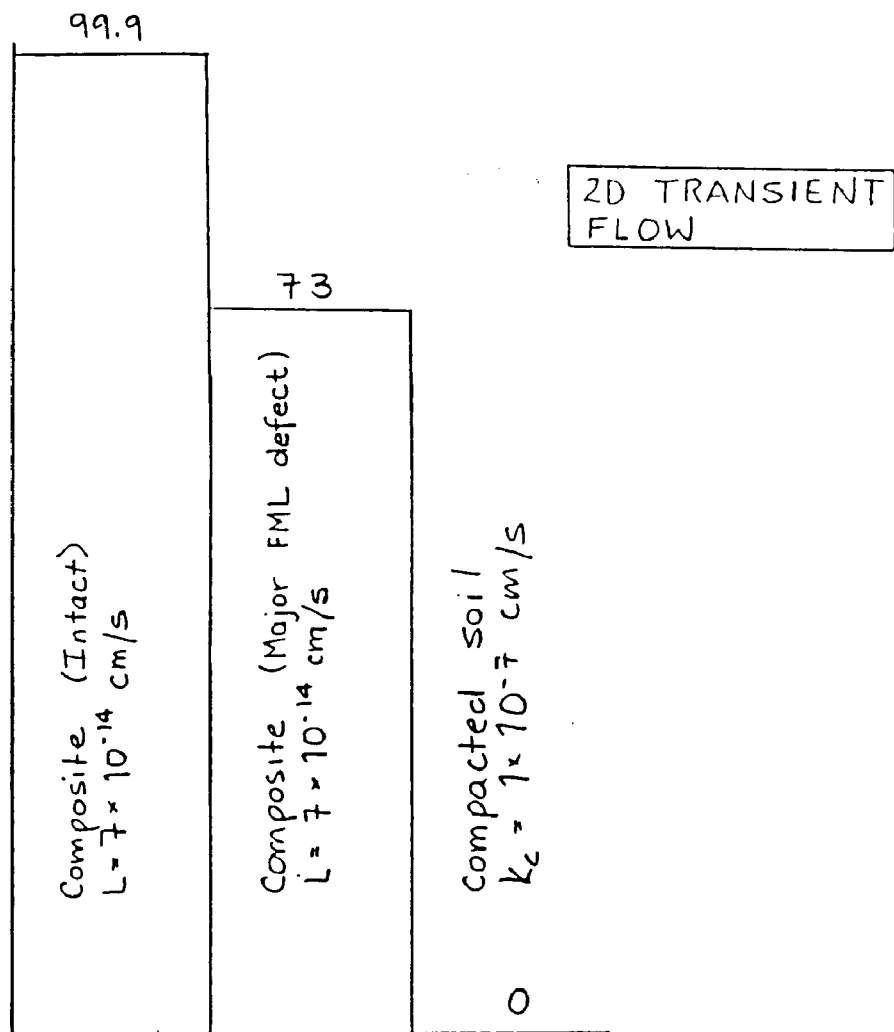 99.9
2D TRANSIENT
FLOW
73
Composite (Intact)
L = 7 × 10⁻¹⁴ cm/s
Composite (Major FML defect)
L = 7 × 10⁻¹⁴ cm/s
Compacted soil
kc = 1 × 10⁻⁷ cm/s
0